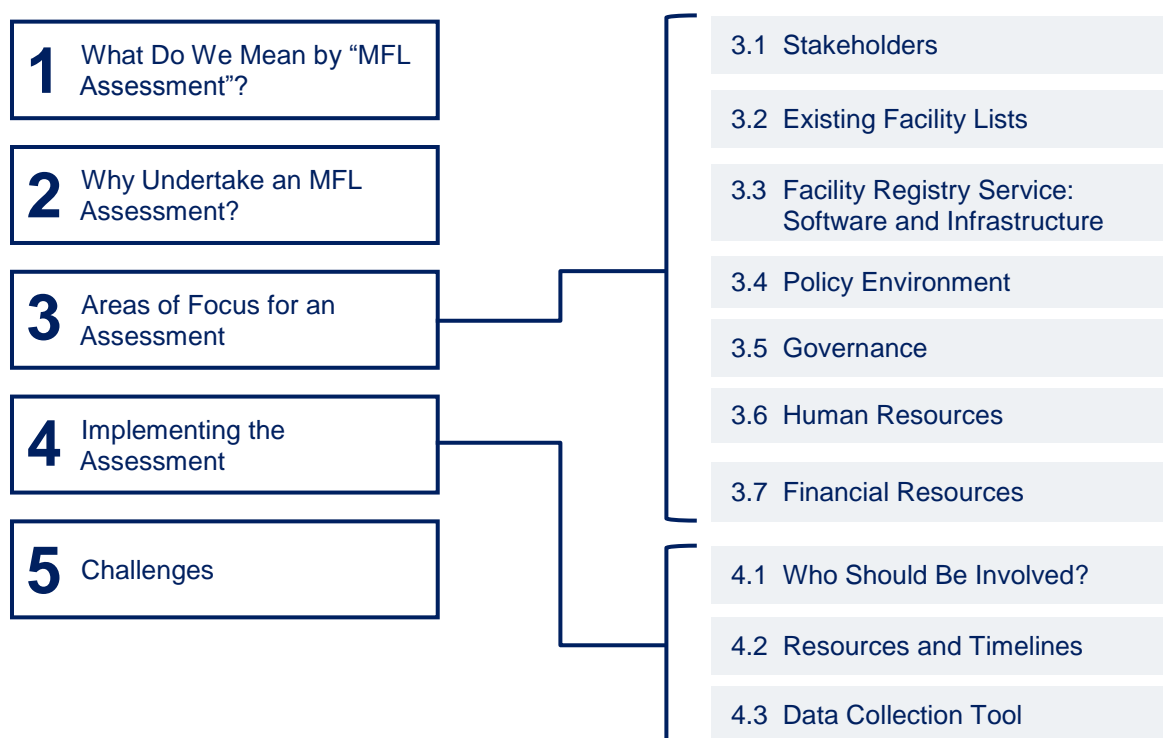 1 What Do We Mean by “MFL
Assessment”?
2 Why Undertake an MFL
Assessment?
3 Areas of Focus for an
Assessment
4 Implementing the
Assessment
5 Challenges
3.1 Stakeholders
3.2 Existing Facility Lists
3.3 Facility Registry Service:
Software and Infrastructure
3.4 Policy Environment
3.5 Governance
3.6 Human Resources
3.7 Financial Resources
4.1 Who Should Be Involved?
4.2 Resources and Timelines
4.3 Data Collection Tool